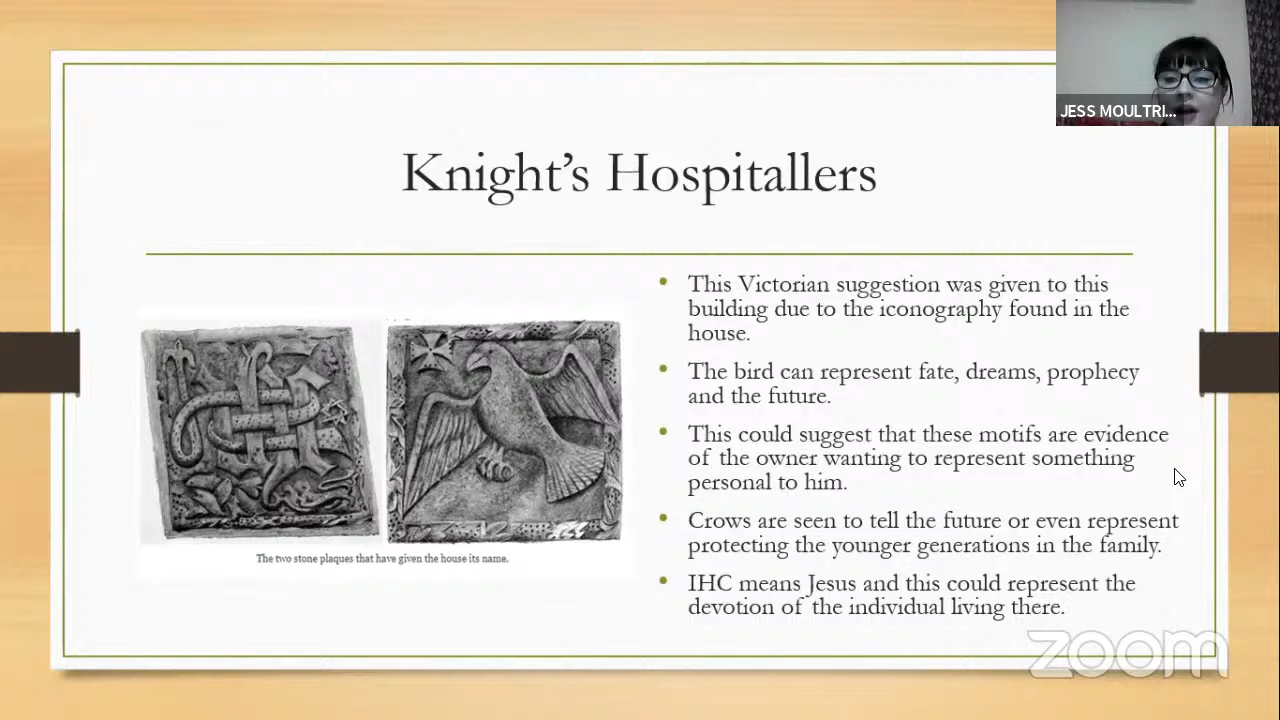 JESS MOULTRI...
Knight's Hospitallers
• This Victorian suggestion was given to this
building due to the iconography found in the
house.
• The bird can represent fate, dreams, prophecy
and the future.
• This could suggest that these motifs are evidence
of the owner wanting to represent something
personal to him.
• Crows are seen to tell the future or even represent
protecting the younger generations in the family.
• IHC means Jesus and this could represent the
devotion of the individual living there.
The two stone plaques that have given the house its name.
zoom